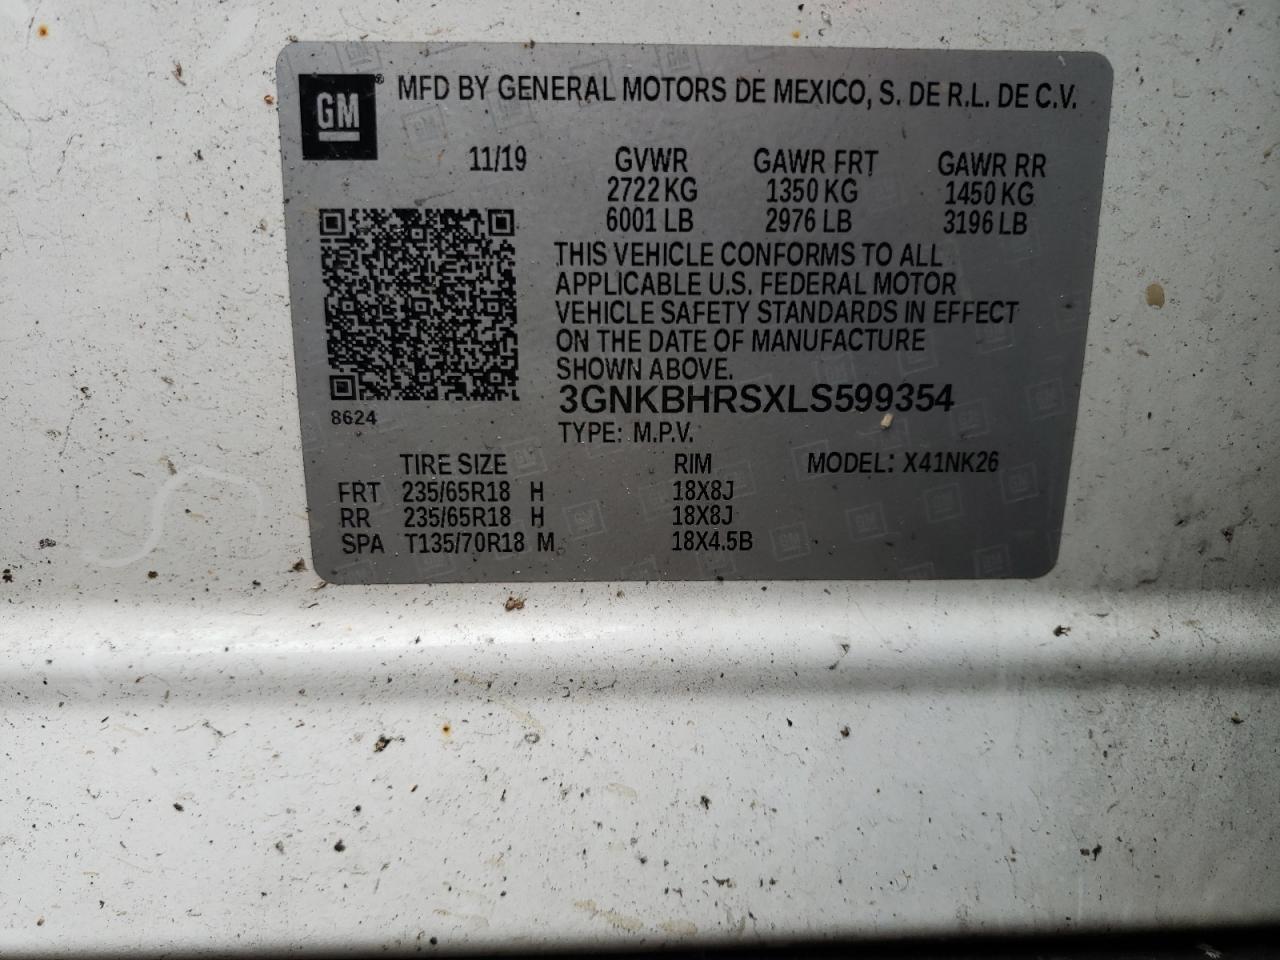 GM® MFD BY GENERAL MOTORS DE MEXICO, S. DE R.L. DE C.V.
11/19 GVWR GAWR FRT GAWR RR
2722 KG 1350 KG 1450 KG
6001 LB 2976 LB 3196 LB
THIS VEHICLE CONFORMS TO ALL
APPLICABLE U.S. FEDERAL MOTOR
VEHICLE SAFETY STANDARDS IN EFFECT
ON THE DATE OF MANUFACTURE
SHOWN ABOVE.
3GNKBHRSXLS599354
8624
TYPE: M.P.V.
TIRE SIZE RIM MODEL: X41NK26
FRT 235/65R18 H 18X8J
RR 235/65R18 H 18X8J
SPA T135/70R18 M 18X4.5B